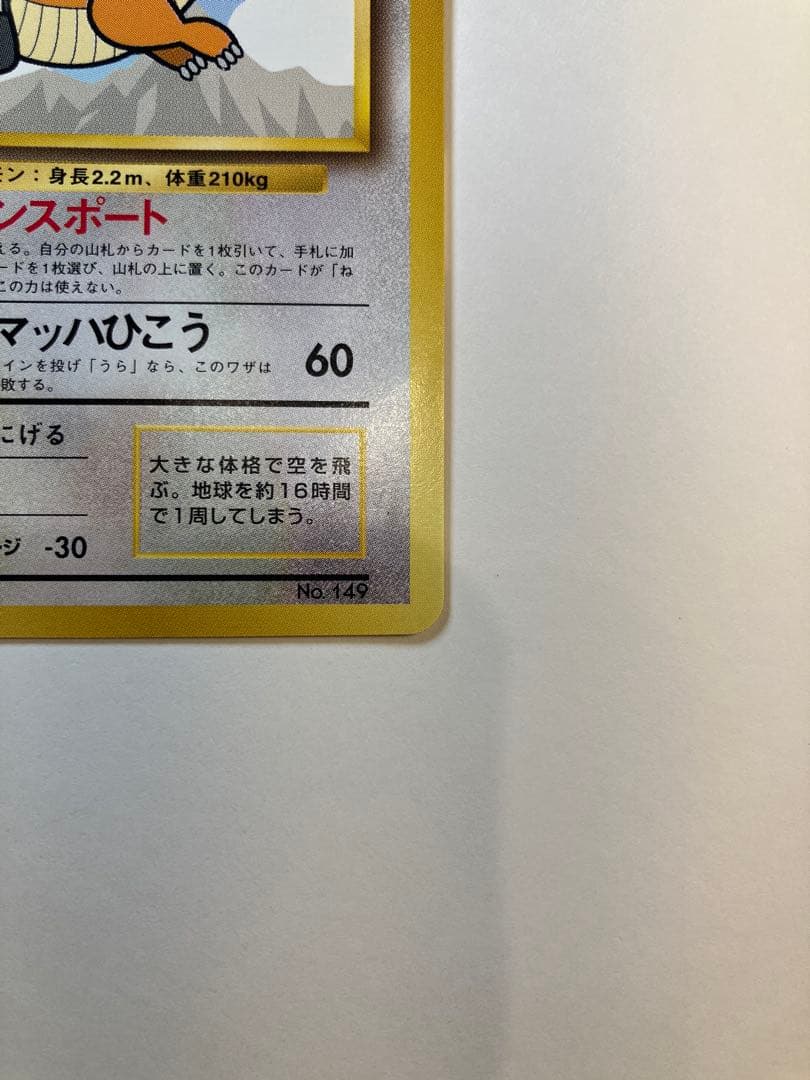 モン：身長2.2m、体重210kg
ンスポート
える。自分の山札からカードを1枚引いて、手札に加
ードを1枚選び、山札の上に置く。このカードが「ね
この力は使えない。
マッハひこう
インを投げ「うら」なら、このワザは
敗する。
60
にげる
大きな体格で空を飛
ぶ。地球を約16時間
で1周してしまう。
ージ -30
No. 149